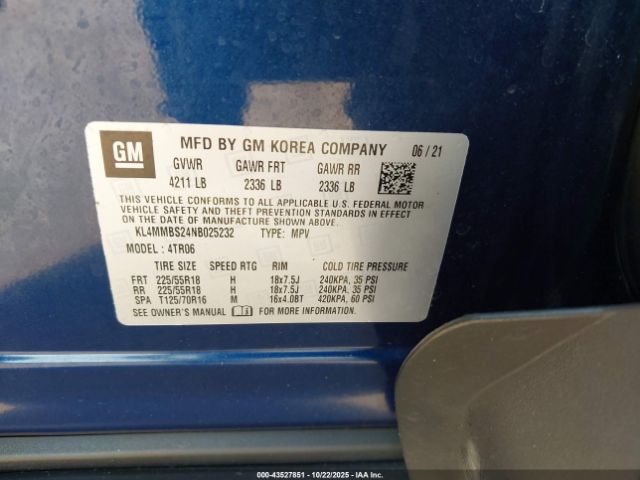 GM MFD BY GM KOREA COMPANY 06/21
GVWR GAWR FRT GAWR RR
4211 LB 2336 LB 2336 LB
THIS VEHICLE CONFORMS TO ALL APPLICABLE U.S. FEDERAL MOTOR
VEHICLE SAFETY AND THEFT PREVENTION STANDARDS IN EFFECT ON
THE DATE OF MANUFACTURE SHOWN ABOVE.
KL4MMBS24NB025232 TYPE: MPV
MODEL: 4TR06
TIRE SIZE SPEED RTG RIM COLD TIRE PRESSURE
FRT 225/55R18 H 18x7.5J 240KPA, 35 PSI
RR 225/55R18 H 18x7.5J 240KPA, 35 PSI
SPA T125/70R16 M 16x4.0BT 420KPA, 60 PSI
SEE OWNER'S MANUAL FOR MORE INFORMATION.
000-43527851 - 10/22/2025 - IAA Inc.